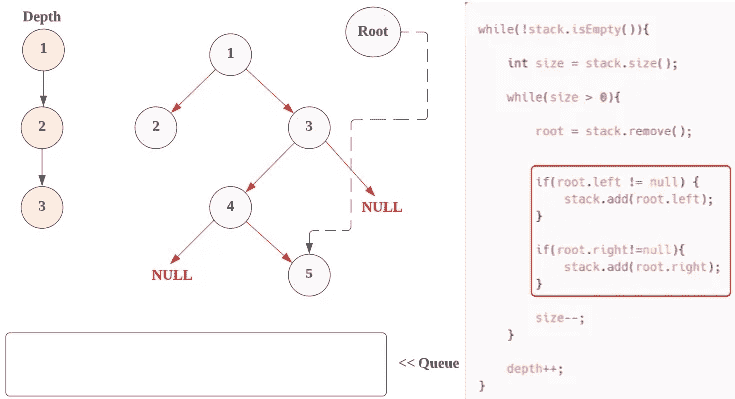 Depth
1
2
3
Root
1
2
3
4
NULL
NULL
5
<< Queue
while(!stack.isEmpty()){
int size = stack.size();
while(size > 0){
root = stack.remove();
if(root.left != null) {
stack.add(root.left);
}
if(root.right!=null){
stack.add(root.right);
}
size--;
}
depth++;
}